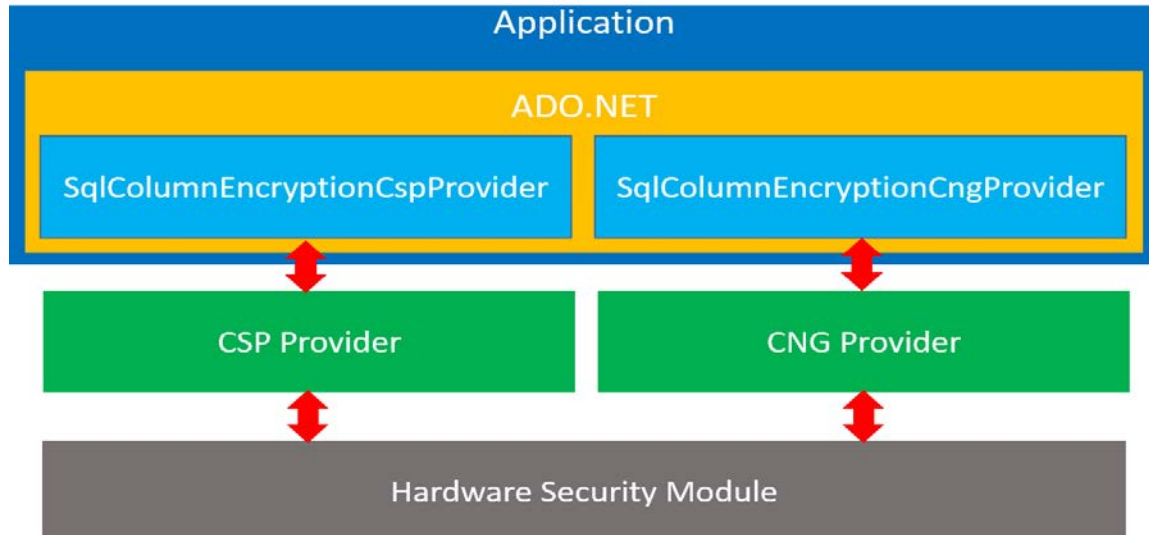 Application
ADO.NET
SqlColumnEncryptionCspProvider
SqlColumnEncryptionCngProvider
CSP Provider
CNG Provider
Hardware Security Module